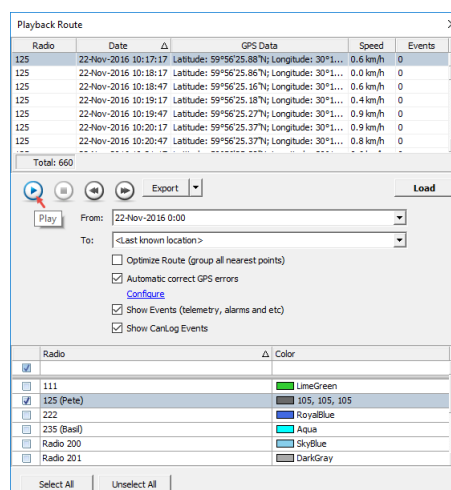 Playback Route
Radio Date GPS Data Speed Events
125 22-Nov-2016 10:17:17 Latitude: 59°56'25.88"N; Longitude: 30°1... 0.6 km/h 0
125 22-Nov-2016 10:18:17 Latitude: 59°56'25.86"N; Longitude: 30°1... 0.0 km/h 0
125 22-Nov-2016 10:18:47 Latitude: 59°56'25.16"N; Longitude: 30°1... 0.6 km/h 0
125 22-Nov-2016 10:19:17 Latitude: 59°56'25.18"N; Longitude: 30°1... 0.4 km/h 0
125 22-Nov-2016 10:19:47 Latitude: 59°56'25.27"N; Longitude: 30°1... 0.9 km/h 0
125 22-Nov-2016 10:20:17 Latitude: 59°56'25.37"N; Longitude: 30°1... 0.9 km/h 0
125 22-Nov-2016 10:20:47 Latitude: 59°56'25.37"N; Longitude: 30°1... 0.8 km/h 0
Total: 660
Export Load
Play
From: 22-Nov-2016 0:00
To: <Last known location>
Optimize Route (group all nearest points)
Automatic correct GPS errors
Configure
Show Events (telemetry, alarms and etc)
Show CanLog Events
Radio Color
111 LimeGreen
125 (Pete) 105, 105, 105
222 RoyalBlue
235 (Basil) Aqua
Radio 200 SkyBlue
Radio 201 DarkGray
Select All Unselect All